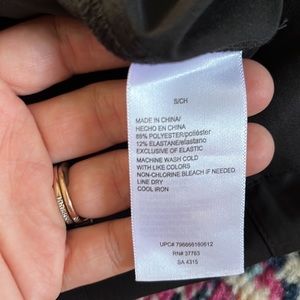 S/CH
MADE IN CHINA/
HECHO EN CHINA
88% POLYESTER/poliéster
12% ELASTANE/elastano
EXCLUSIVE OF ELASTIC
MACHINE WASH COLD
WITH LIKE COLORS
NON-CHLORINE BLEACH IF NEEDED
LINE DRY
COOL IRON
UPC# 796666160612
RN# 37763
SA 4315